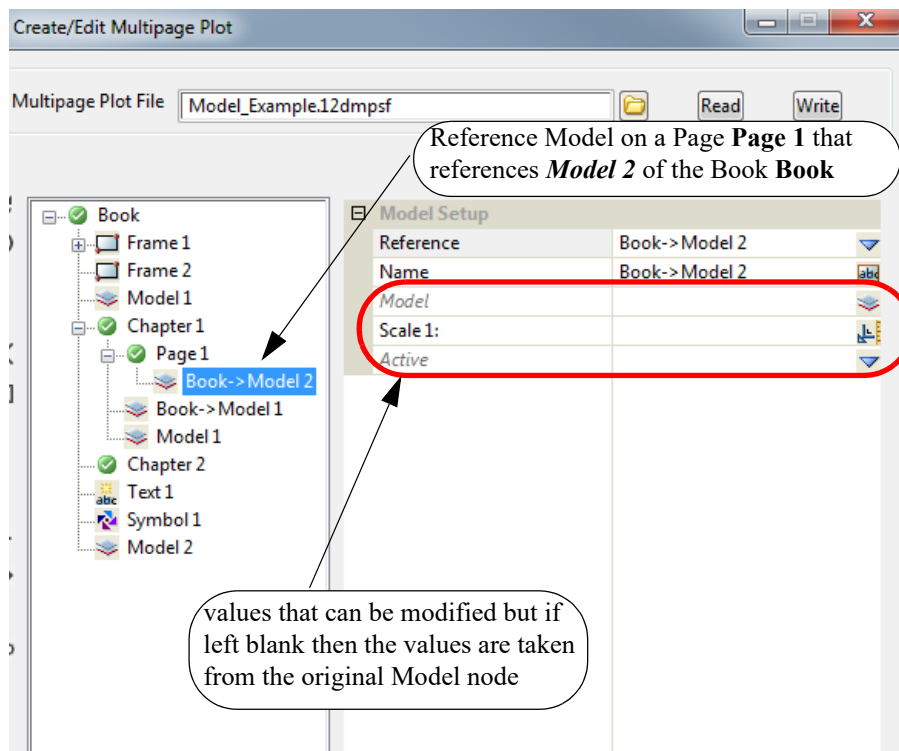 Create/Edit Multipage Plot
Multipage Plot File
Model_Example.12dmpsf
Read
Write
Reference Model on a Page Page 1 that
references Model 2 of the Book Book
Book
Frame 1
Frame 2
Model 1
Chapter 1
Page 1
Book->Model 2
Book->Model 1
Model 1
Chapter 2
abc Text 1
Symbol 1
Model 2
Model Setup
Reference Book->Model 2
Name Book->Model 2 abc
Model
Scale 1:
Active
values that can be modified but if
left blank then the values are taken
from the original Model node